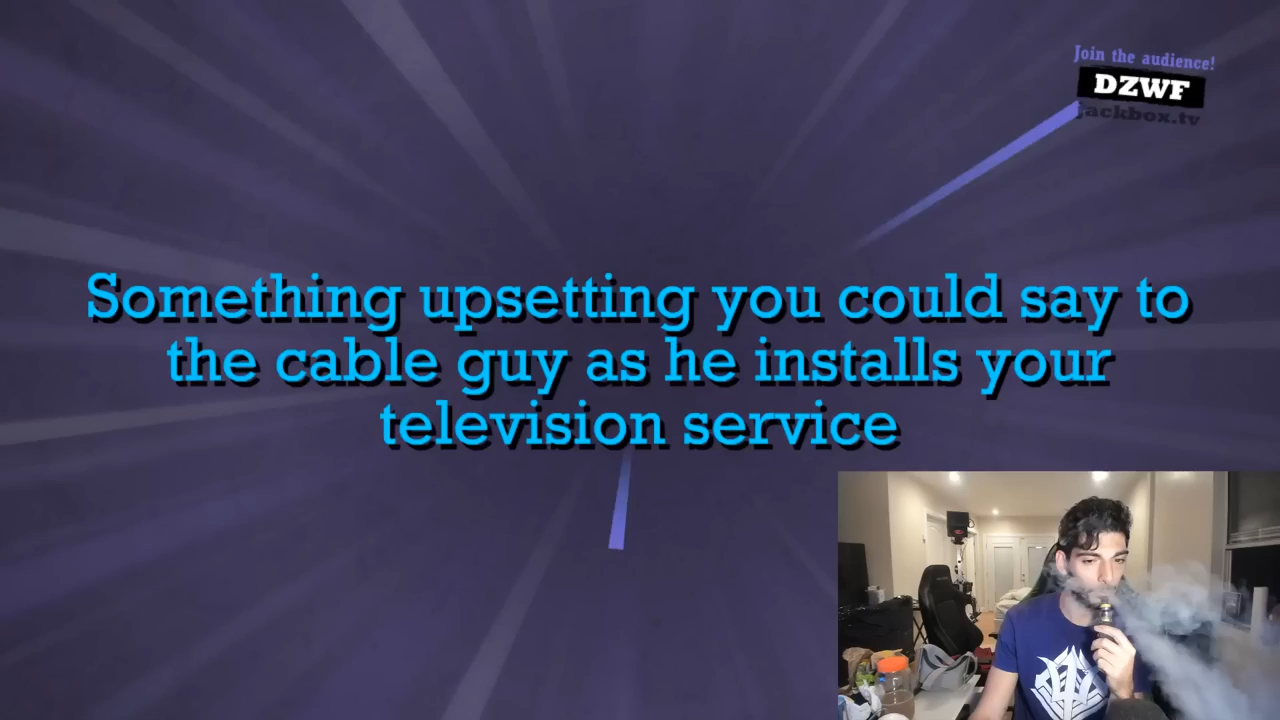 Join the audience!
DZWF
jackbox.tv
Something upsetting you could say to
the cable guy as he installs your
television service